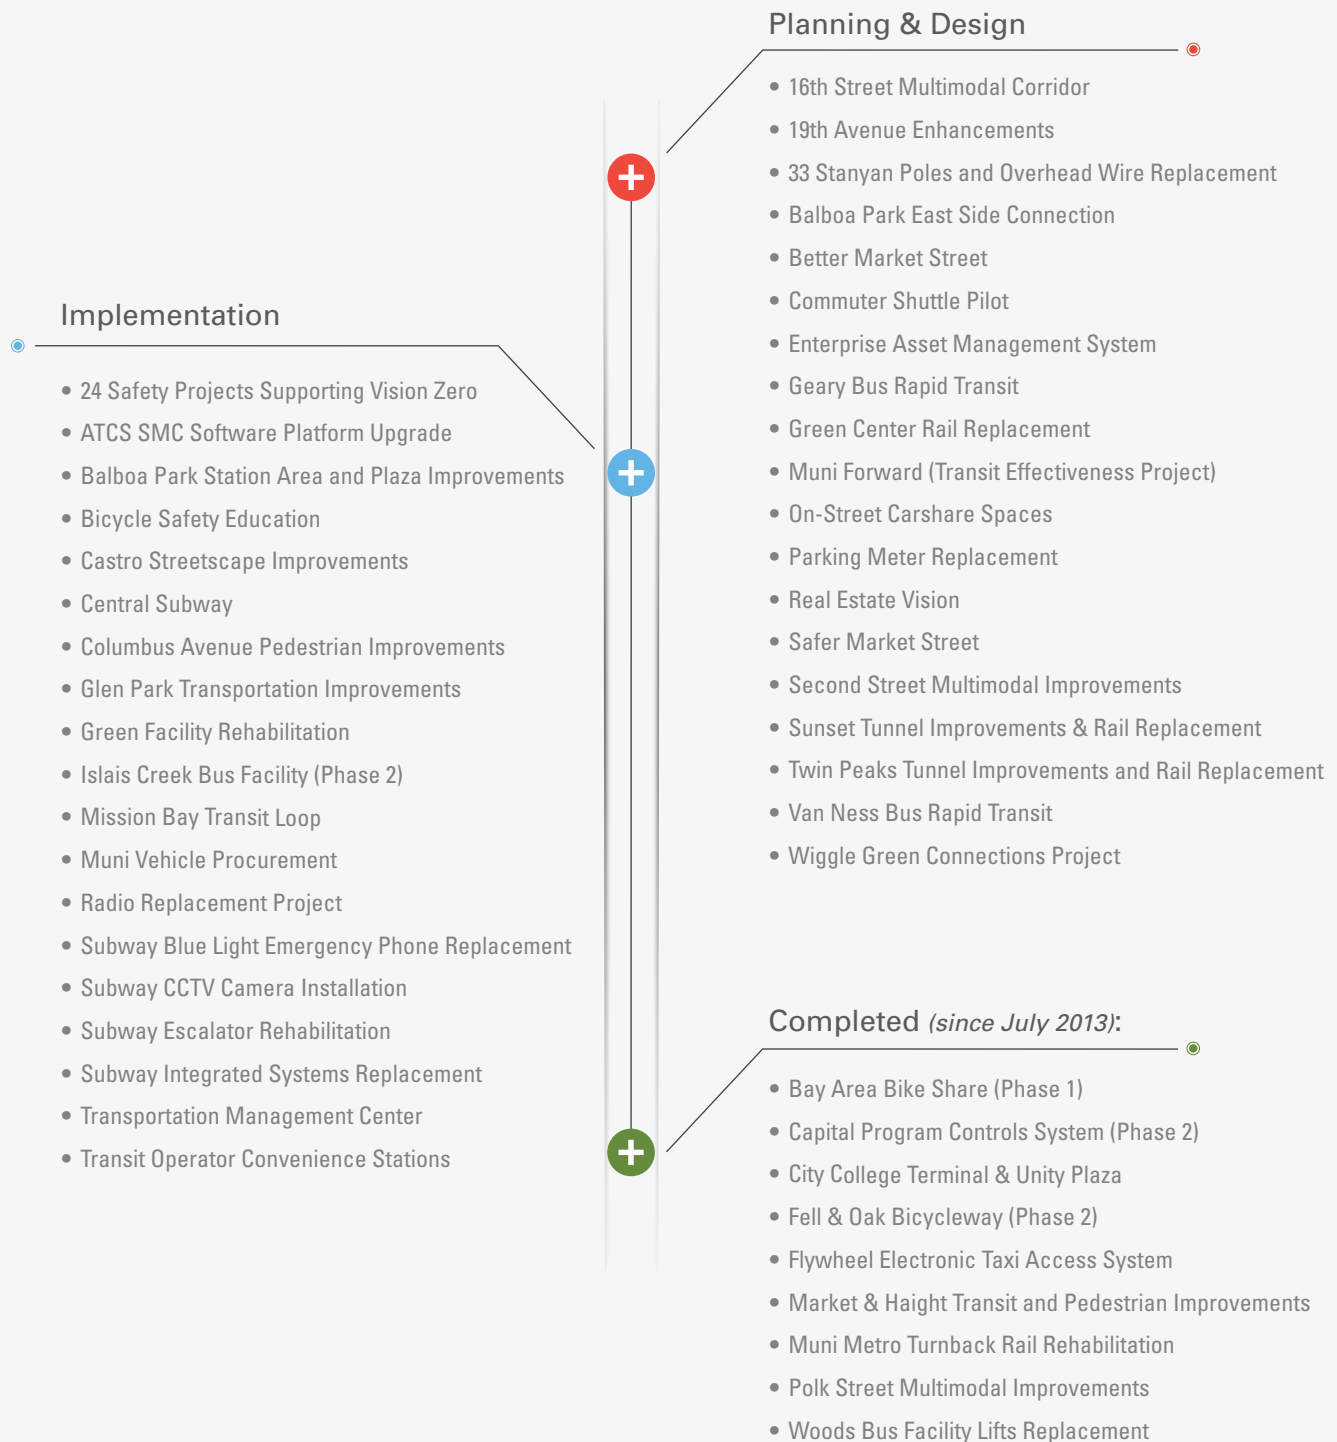 Planning & Design
• 16th Street Multimodal Corridor
• 19th Avenue Enhancements
• 33 Stanyan Poles and Overhead Wire Replacement
• Balboa Park East Side Connection
• Better Market Street
• Commuter Shuttle Pilot
• Enterprise Asset Management System
• Geary Bus Rapid Transit
• Green Center Rail Replacement
• Muni Forward (Transit Effectiveness Project)
• On-Street Carshare Spaces
• Parking Meter Replacement
• Real Estate Vision
• Safer Market Street
• Second Street Multimodal Improvements
• Sunset Tunnel Improvements & Rail Replacement
• Twin Peaks Tunnel Improvements and Rail Replacement
• Van Ness Bus Rapid Transit
• Wiggle Green Connections Project
Implementation
• 24 Safety Projects Supporting Vision Zero
• ATCS SMC Software Platform Upgrade
• Balboa Park Station Area and Plaza Improvements
• Bicycle Safety Education
• Castro Streetscape Improvements
• Central Subway
• Columbus Avenue Pedestrian Improvements
• Glen Park Transportation Improvements
• Green Facility Rehabilitation
• Islais Creek Bus Facility (Phase 2)
• Mission Bay Transit Loop
• Muni Vehicle Procurement
• Radio Replacement Project
• Subway Blue Light Emergency Phone Replacement
• Subway CCTV Camera Installation
• Subway Escalator Rehabilitation
• Subway Integrated Systems Replacement
• Transportation Management Center
• Transit Operator Convenience Stations
Completed (since July 2013):
• Bay Area Bike Share (Phase 1)
• Capital Program Controls System (Phase 2)
• City College Terminal & Unity Plaza
• Fell & Oak Bicycleway (Phase 2)
• Flywheel Electronic Taxi Access System
• Market & Haight Transit and Pedestrian Improvements
• Muni Metro Turnback Rail Rehabilitation
• Polk Street Multimodal Improvements
• Woods Bus Facility Lifts Replacement